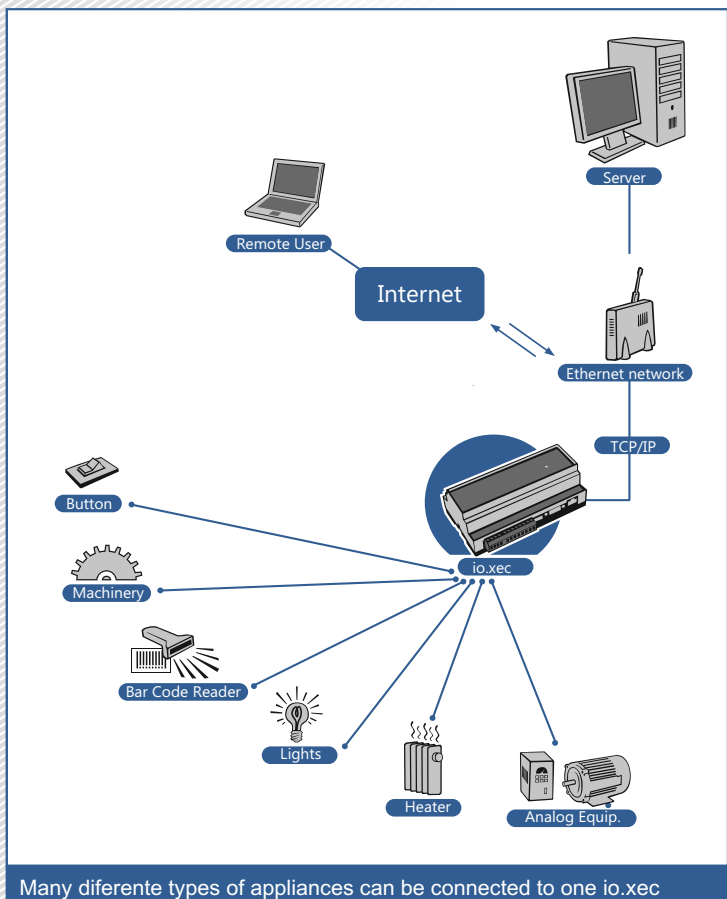 Server
Remote User
Internet
Ethernet network
TCP/IP
Button
io.xec
Machinery
Bar Code Reader
Lights
Heater
Analog Equip.
Many diferente types of appliances can be connected to one io.xec